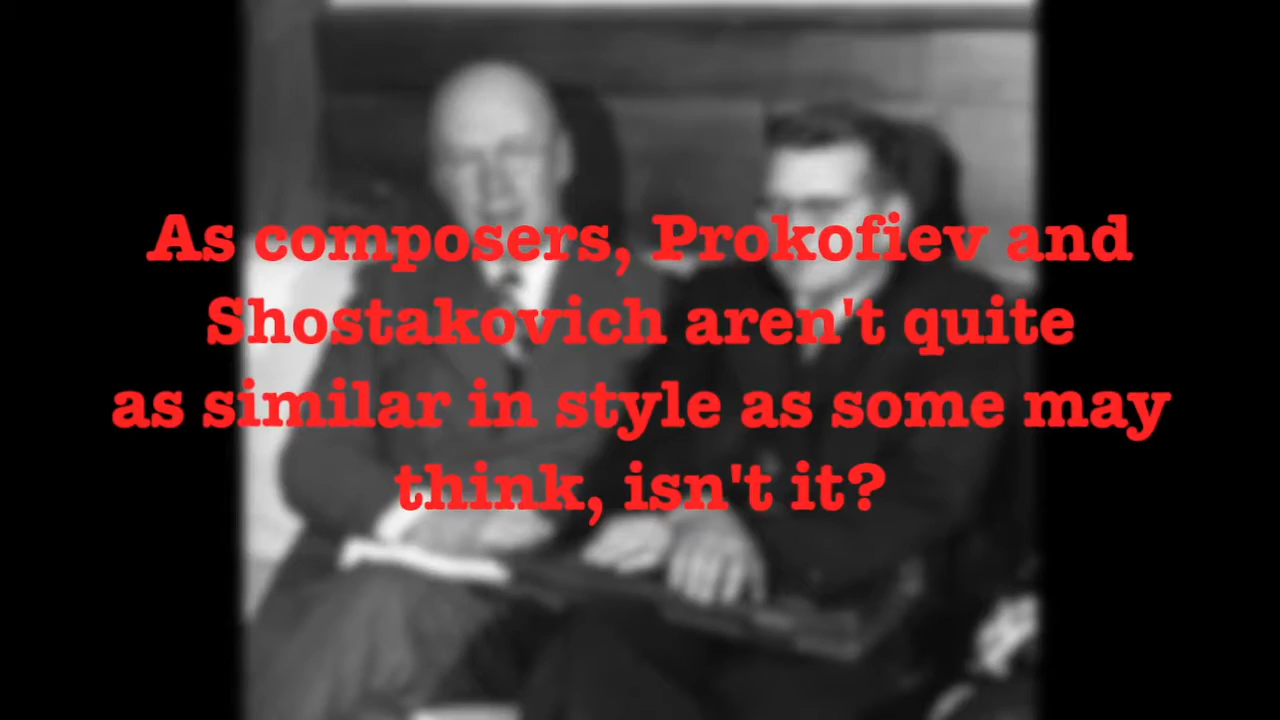 As composers, Prokofiev and
Shostakovich aren't quite
as similar in style as some may
think, isn't it?